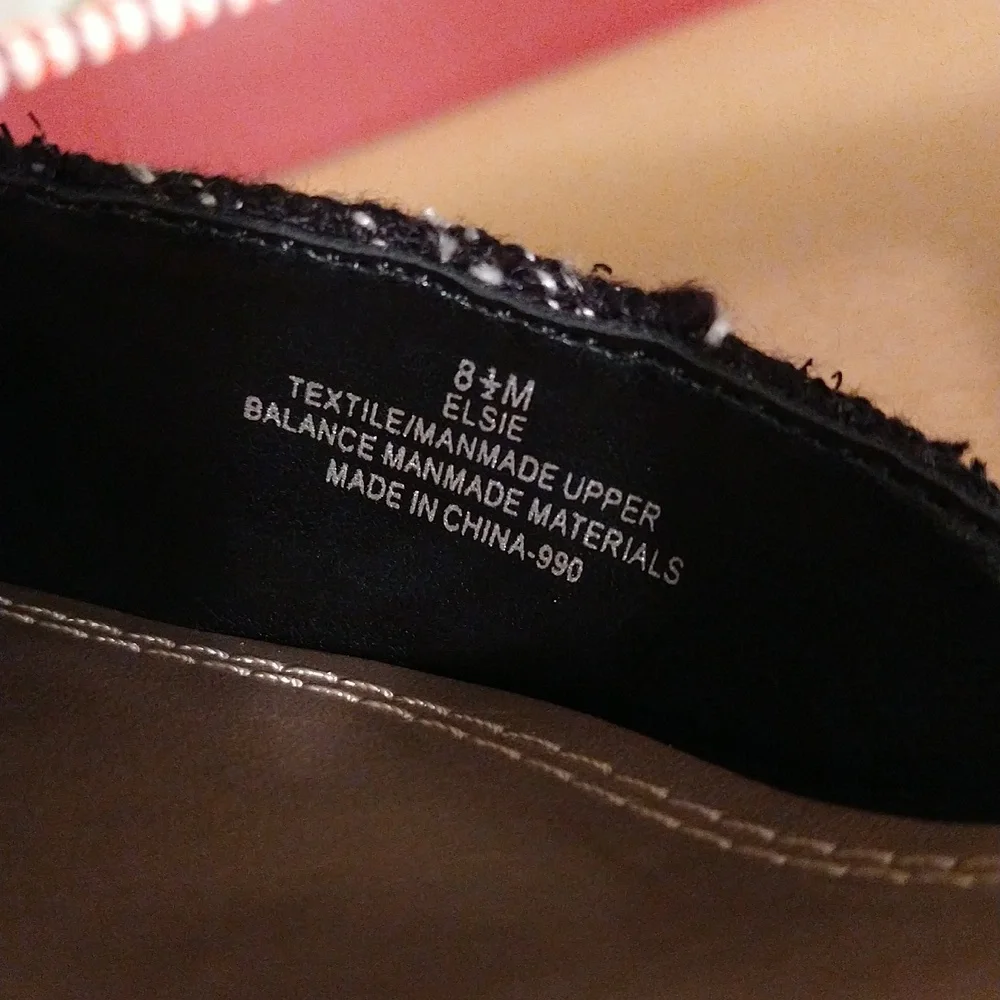 8½M
ELSIE
TEXTILE/MANMADE UPPER
BALANCE MANMADE MATERIALS
MADE IN CHINA-990